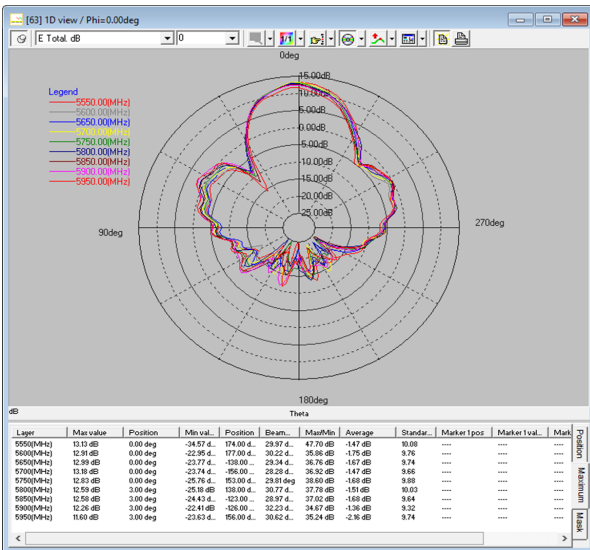 [63] 1D view / Phi=0.00deg
E Total. dB 0 1/1
0deg
15.00dB
10.00dB
5.00dB
0.00dB
-5.00dB
-10.00dB
-15.00dB
-20.00dB
-25.00dB
Legend
5550.00(MHz)
5600.00(MHz)
5650.00(MHz)
5700.00(MHz)
5750.00(MHz)
5800.00(MHz)
5850.00(MHz)
5900.00(MHz)
5950.00(MHz)
90deg
270deg
180deg
dB
Theta
Layer Max value Position Min val... Position Beam... Max/Min Average Standar... Marker 1 pos Marker 1 val... Mark
5550(MHz) 13.13 dB 0.00 deg -34.57 d... 174.00 d... 29.97 d... 47.70 dB -1.47 dB 10.08 ---- ----
5600(MHz) 12.91 dB 0.00 deg -22.95 d... 177.00 d... 30.22 d... 35.86 dB -1.75 dB 9.76 ---- ----
5650(MHz) 12.99 dB 0.00 deg -23.77 d... -138.00 ... 29.34 d... 36.76 dB -1.67 dB 9.74 ---- ----
5700(MHz) 13.18 dB 0.00 deg -23.74 d... -156.00 ... 28.28 d... 36.92 dB -1.47 dB 9.66 ---- ----
5750(MHz) 12.83 dB 0.00 deg -25.76 d... 153.00 d... 29.81 deg 38.60 dB -1.68 dB 9.88 ---- ----
5800(MHz) 12.59 dB 3.00 deg -25.18 dB 138.00 d... 30.77 d... 37.78 dB -1.51 dB 10.03 ---- ----
5850(MHz) 12.58 dB 3.00 deg -24.43 d... -123.00 ... 28.97 d... 37.02 dB -1.68 dB 9.64 ---- ----
5900(MHz) 12.26 dB 3.00 deg -22.41 dB -126.00 ... 32.23 d... 34.67 dB -1.36 dB 9.32 ---- ----
5950(MHz) 11.60 dB 3.00 deg -23.63 d... 156.00 d... 30.62 d... 35.24 dB -2.16 dB 9.74 ---- ----
Position
Maximum
Mask